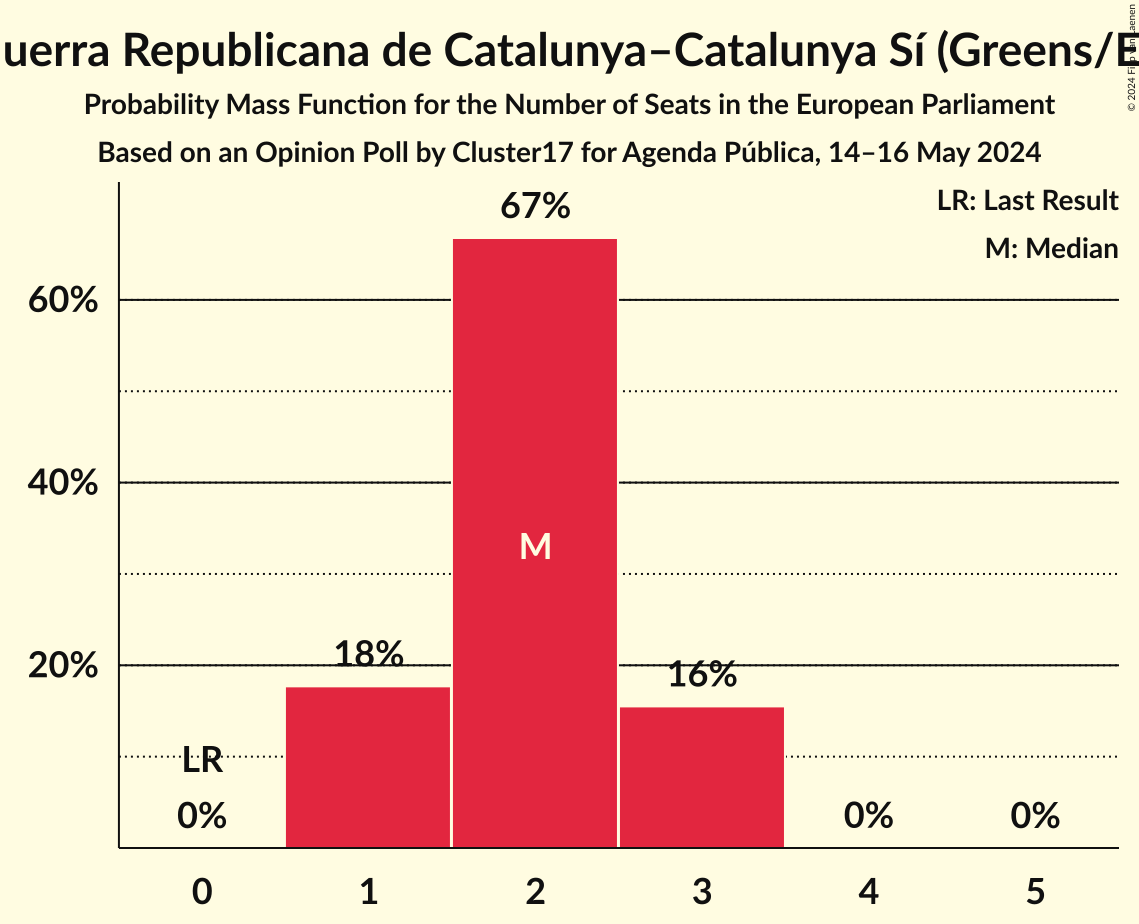 uerra Republicana de Catalunya–Catalunya Sí (Greens/E
Probability Mass Function for the Number of Seats in the European Parliament
Based on an Opinion Poll by Cluster17 for Agenda Pública, 14–16 May 2024
LR: Last Result
M: Median
60%
40%
20%
67%
M
18%
16%
LR
0%
0%
0%
0
1
2
3
4
5
© 2024